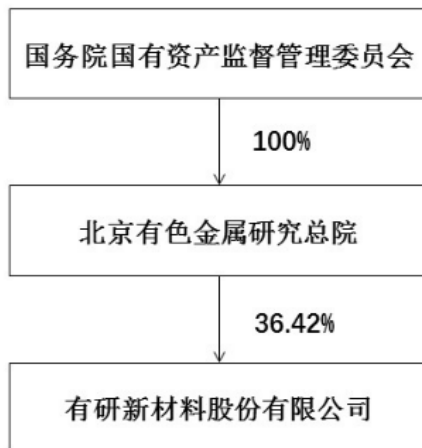 国务院国有资产监督管理委员会
100%
北京有色金属研究总院
36.42%
有研新材料股份有限公司